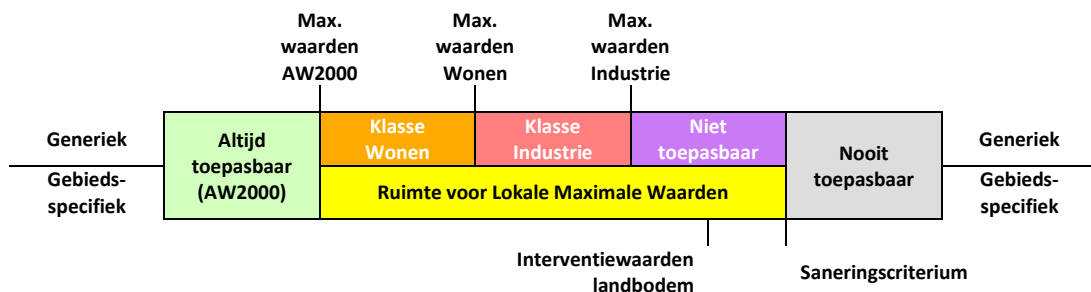 Max.
waarden
AW2000
Max.
waarden
Wonen
Max.
waarden
Industrie
Generiek
Gebieds-
specifiek
Altijd
toepasbaar
(AW2000)
Klasse
Wonen
Klasse
Industrie
Niet
toepasbaar
Ruimte voor Lokale Maximale Waarden
Nooit
toepasbaar
Generiek
Gebieds-
specifiek
Interventiewaarden
landbodem
Saneringscriterium